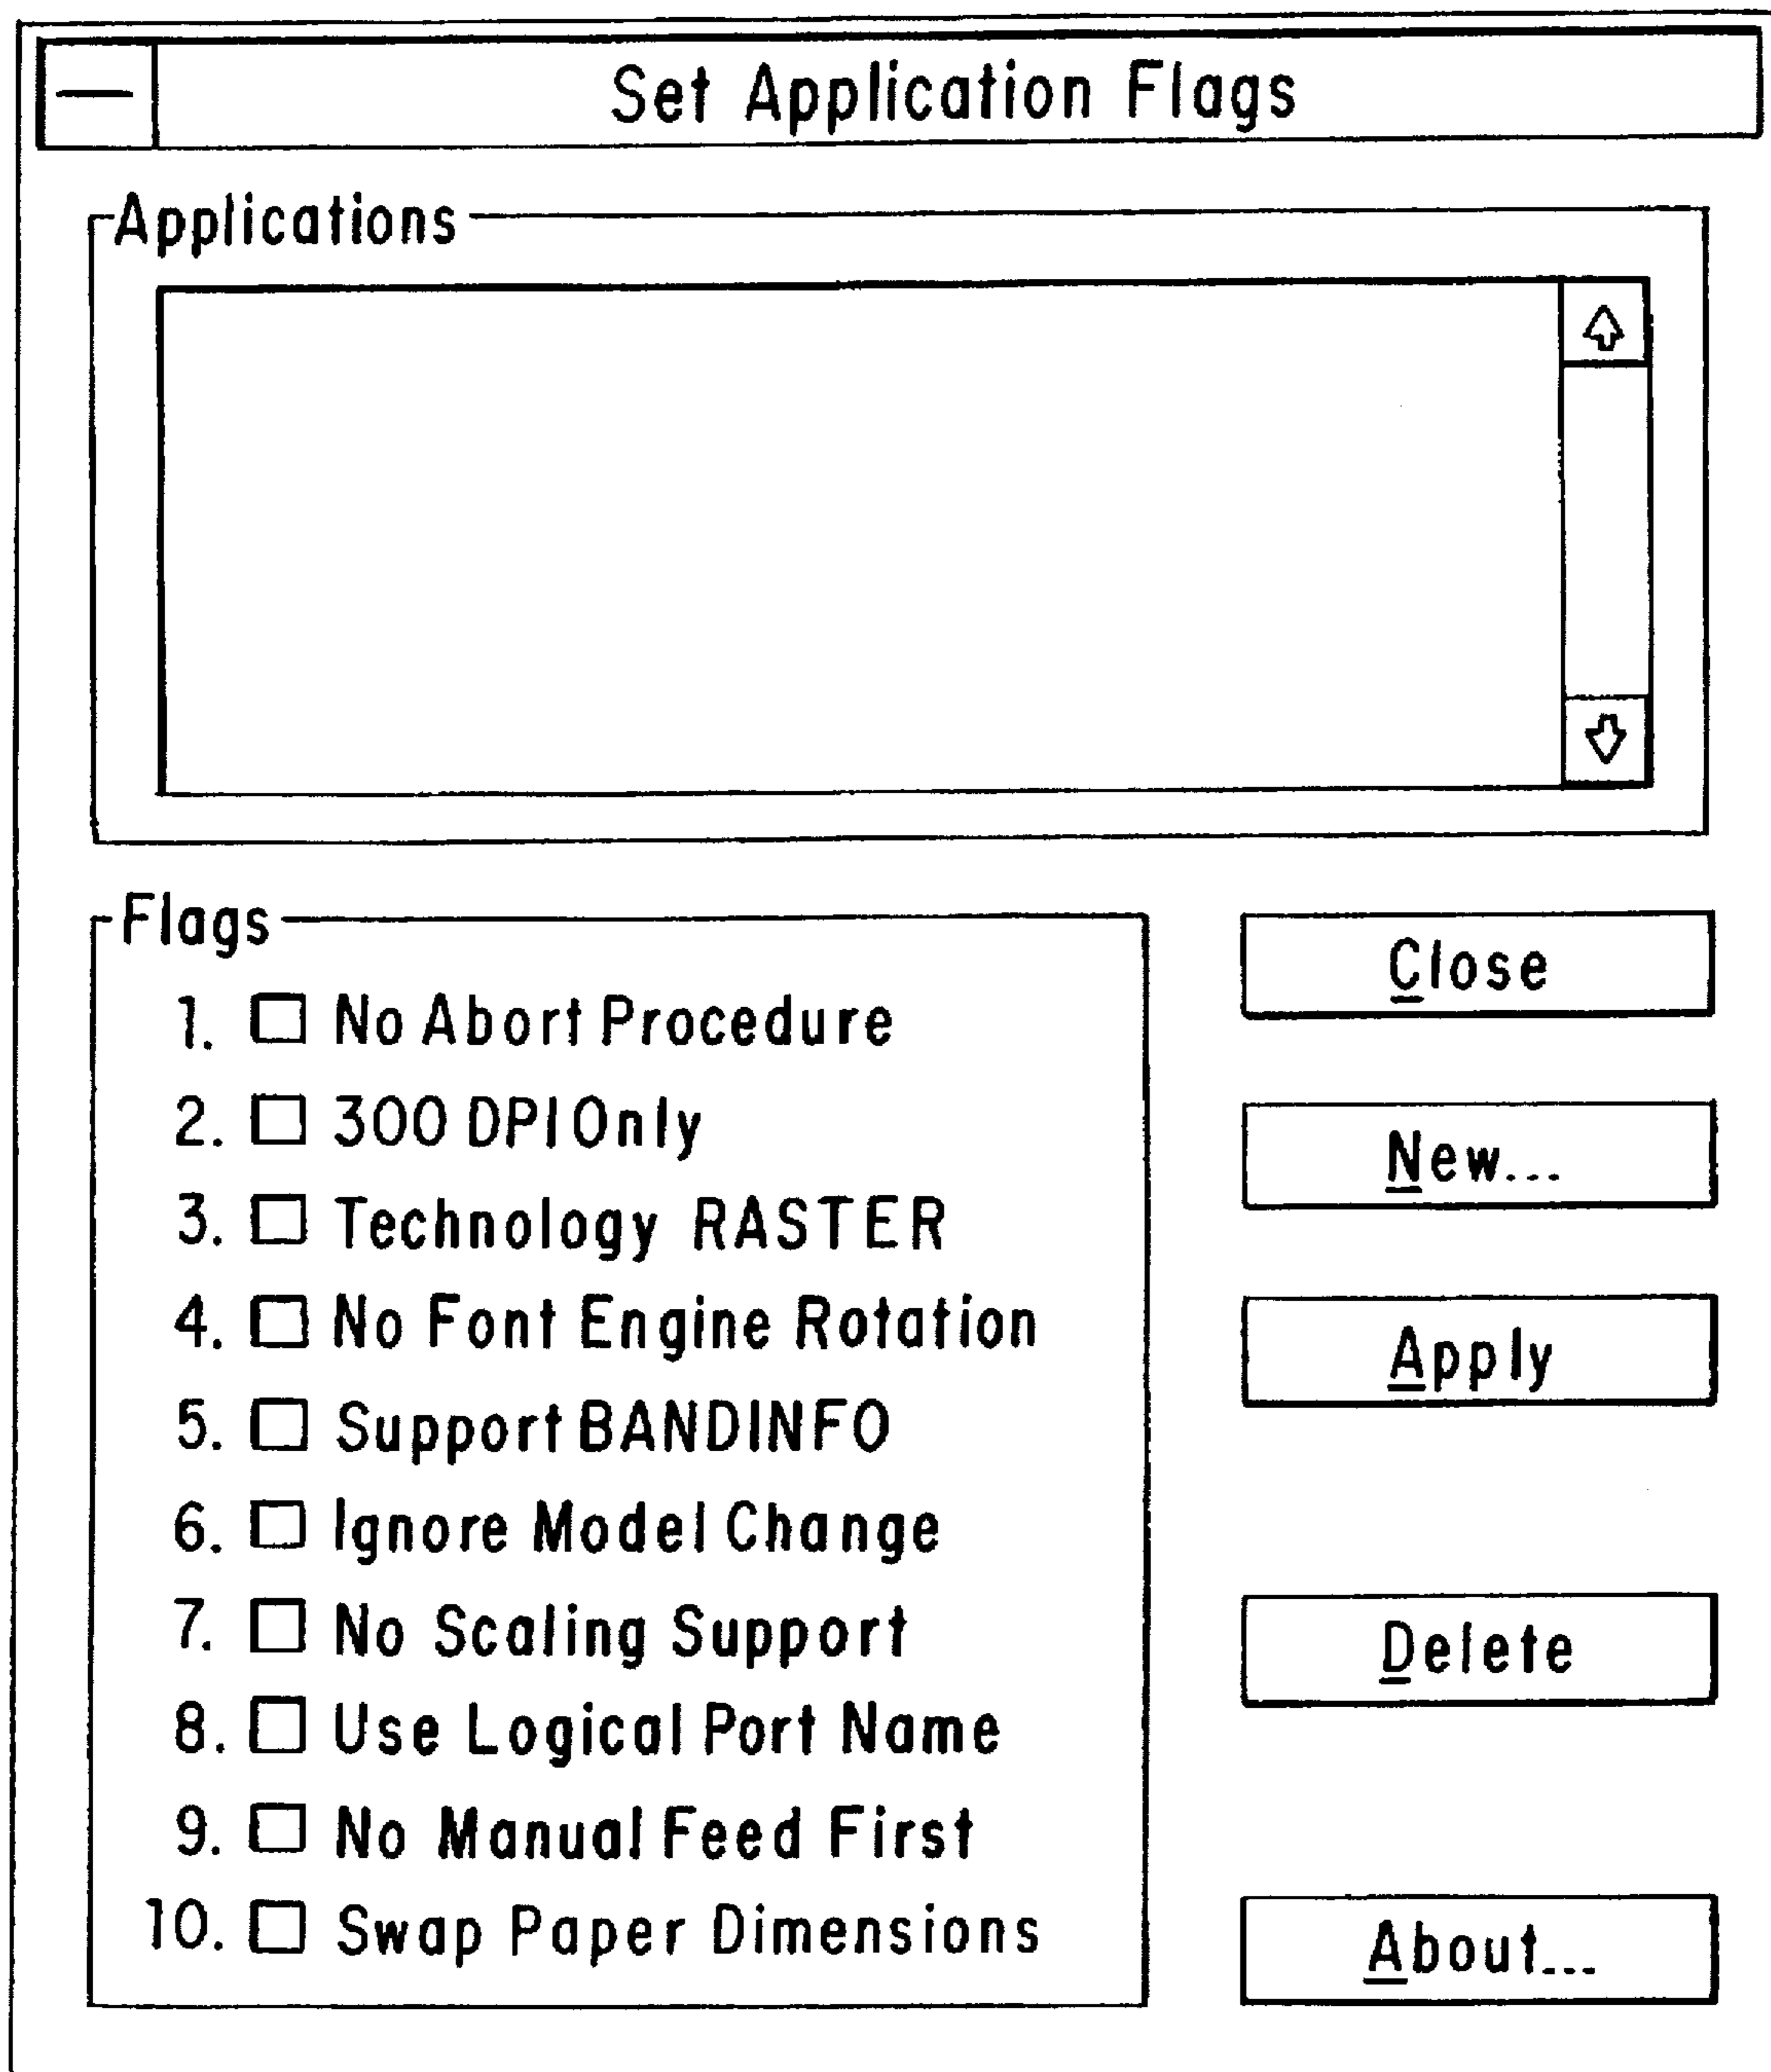 Set Application Flags
Applications
Flags
1. No Abort Procedure
2. 300 DPI Only
3. Technology RASTER
4. No Font Engine Rotation
5. Support BANDINFO
6. Ignore Model Change
7. No Scaling Support
8. Use Logical Port Name
9. No Manual Feed First
10. Swap Paper Dimensions
Close
New...
Apply
Delete
About...